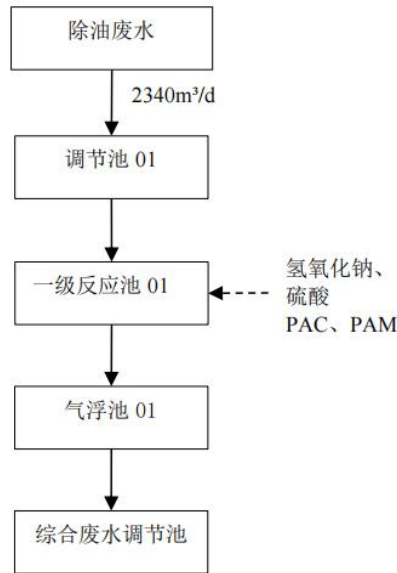 除油废水
2340m³/d
调节池 01
一级反应池 01
氢氧化钠、
硫酸
PAC、PAM
气浮池 01
综合废水调节池